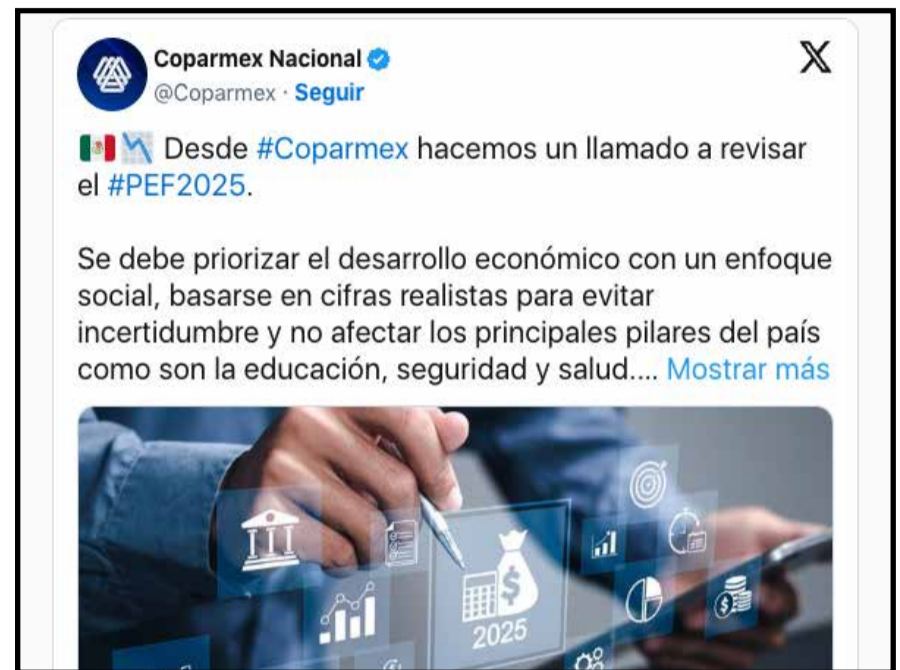 Coparmex Nacional
@Coparmex · Seguir
🇲🇽📉 Desde #Coparmex hacemos un llamado a revisar
el #PEF2025.
Se debe priorizar el desarrollo económico con un enfoque
social, basarse en cifras realistas para evitar
incertidumbre y no afectar los principales pilares del país
como son la educación, seguridad y salud.... Mostrar más
$
$
2025